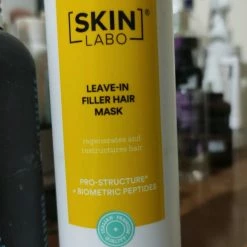 [SKIN]®
LABO
LEAVE-IN
FILLER HAIR
MASK
regenerates and
restructures hair
PRO-STRUCTURE®
+ BIOMETRIC PEPTIDES